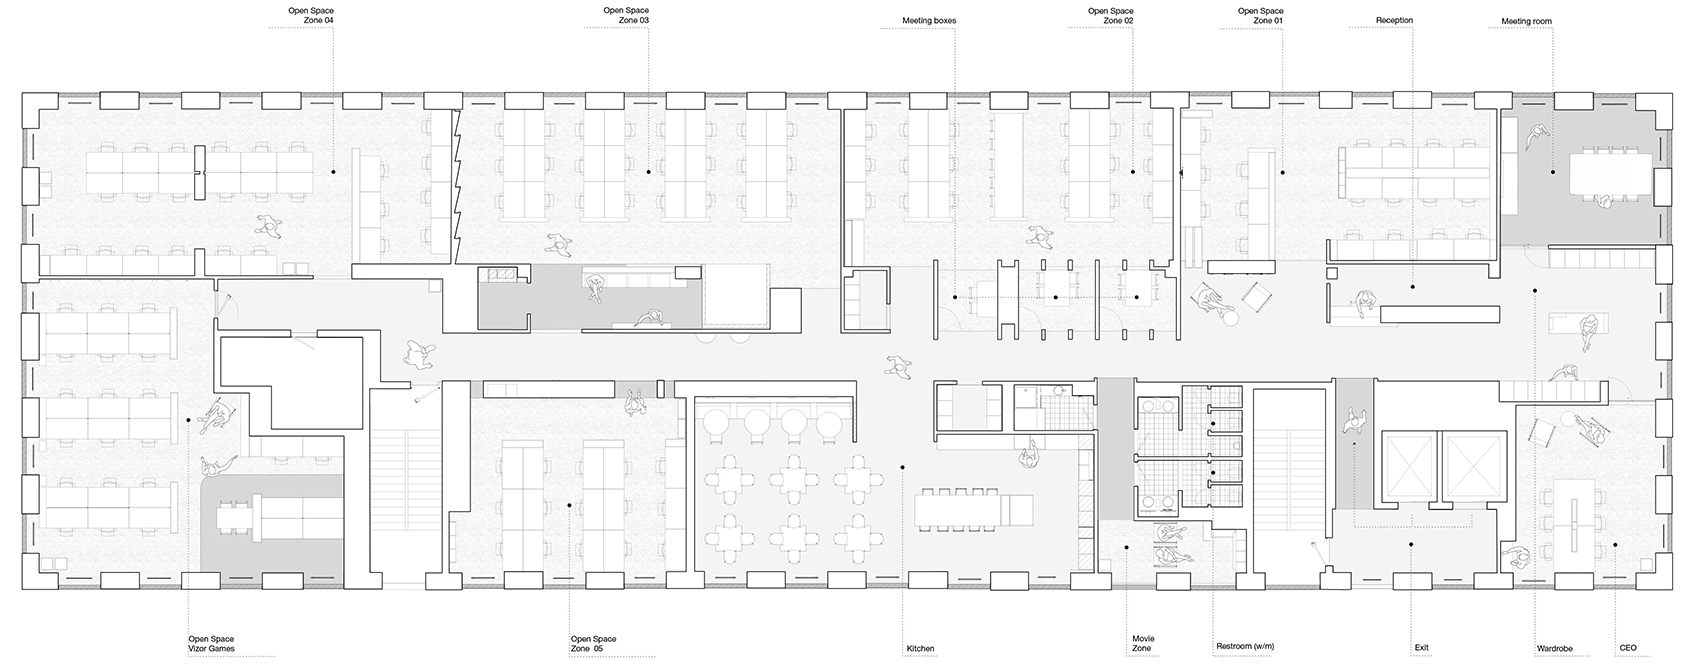 Open Space
Zone 04
Open Space
Zone 03
Meeting boxes
Open Space
Zone 02
Open Space
Zone 01
Reception
Meeting room
Open Space
Vizor Games
Open Space
Zone 05
Kitchen
Movie
Zone
Restroom (w/m)
Exit
Wardrobe
CEO